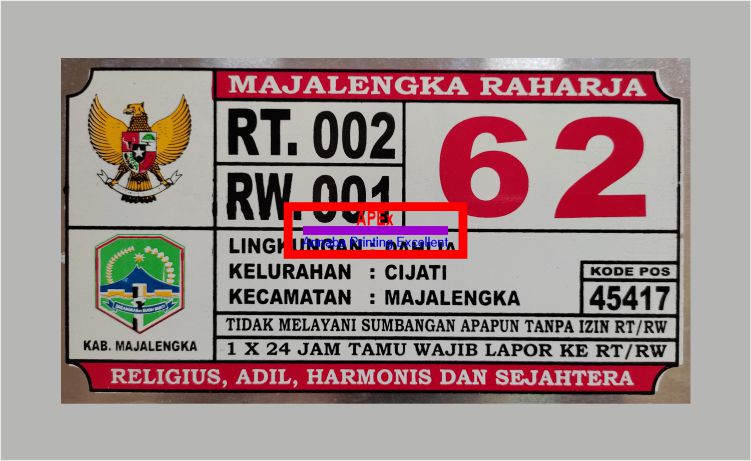 MAJALENGKA RAHARJA
RT. 002
RW. 001
62
APEx
Printing Excellent
LINGKUNGAN :
KELURAHAN : CIJATI
KECAMATAN : MAJALENGKA
KODE POS
45417
KAB. MAJALENGKA
TIDAK MELAYANI SUMBANGAN APAPUN TANPA IZIN RT/RW
1 X 24 JAM TAMU WAJIB LAPOR KE RT/RW
RELIGIUS, ADIL, HARMONIS DAN SEJAHTERA